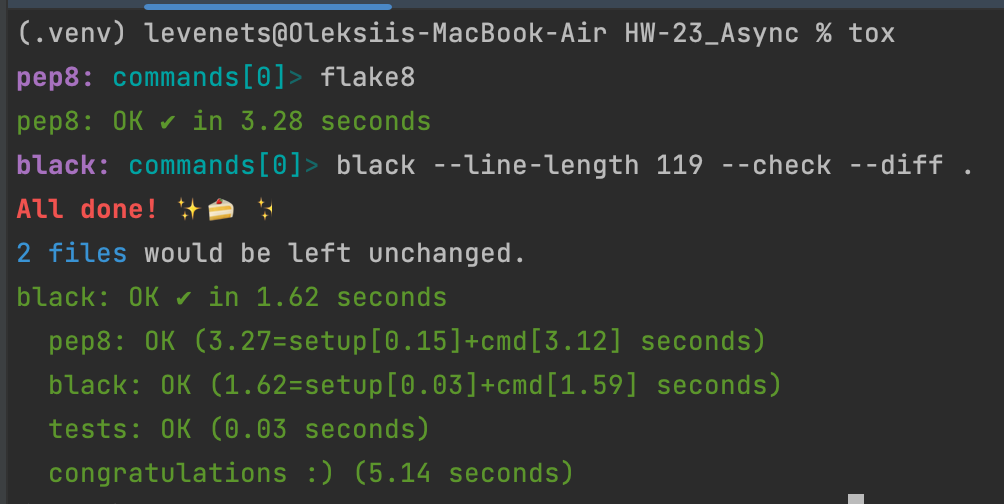 (.venv) levenets@Oleksiis-MacBook-Air HW-23_Async % tox
pep8: commands[0]> flake8
pep8: OK ✔ in 3.28 seconds
black: commands[0]> black --line-length 119 --check --diff .
All done! ✨🍰 ✨
2 files would be left unchanged.
black: OK ✔ in 1.62 seconds
  pep8: OK (3.27=setup[0.15]+cmd[3.12] seconds)
  black: OK (1.62=setup[0.03]+cmd[1.59] seconds)
  tests: OK (0.03 seconds)
  congratulations :) (5.14 seconds)